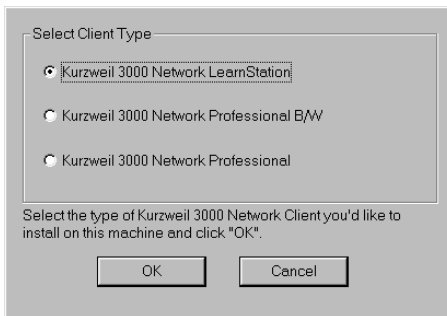 Select Client Type
Kurzweil 3000 Network LearnStation
Kurzweil 3000 Network Professional B/W
Kurzweil 3000 Network Professional
Select the type of Kurzweil 3000 Network Client you'd like to
install on this machine and click "OK".
OK Cancel